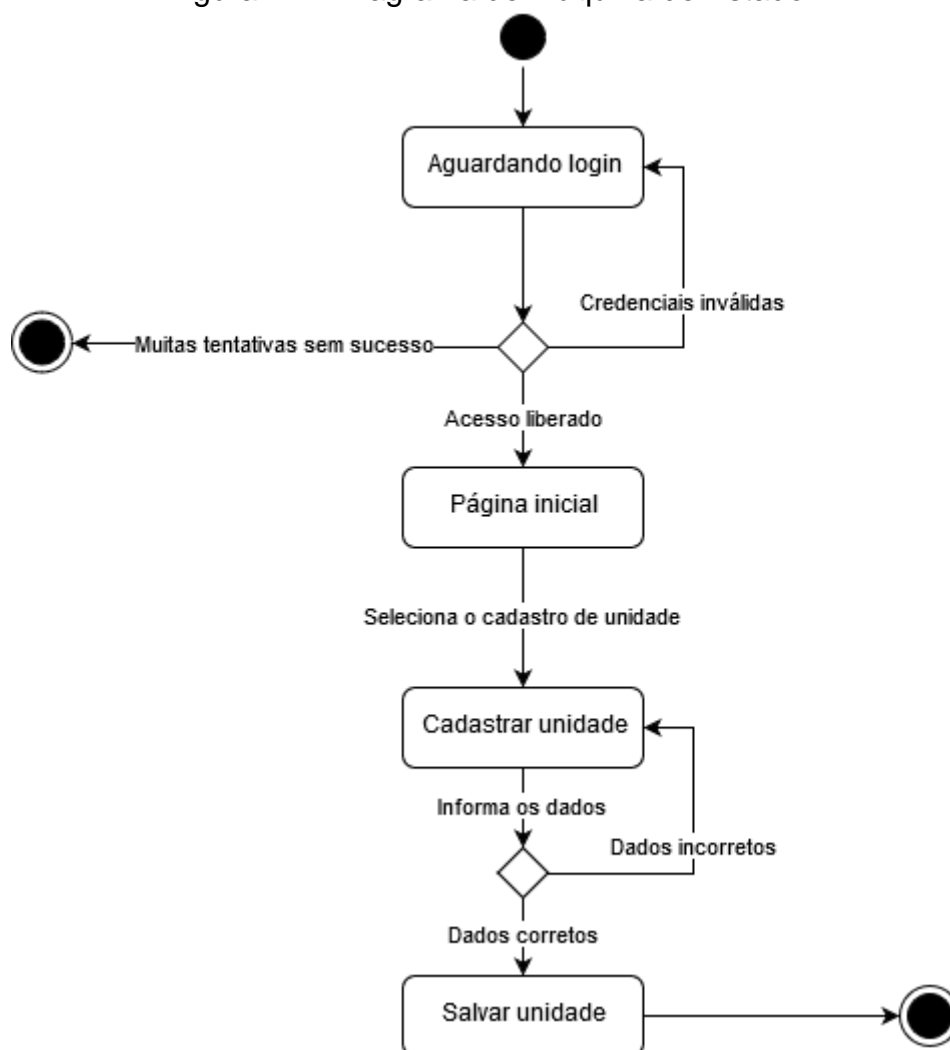 Aguardando login
Credenciais inválidas
Muitas tentativas sem sucesso
Acesso liberado
Página inicial
Seleciona o cadastro de unidade
Cadastrar unidade
Informa os dados
Dados incorretos
Dados corretos
Salvar unidade